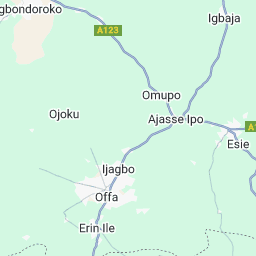 gbondoroko
Igbaja
A123
Omupo
Ojoku
Ajasse Ipo
A
Esie
Ijagbo
Offa
Erin Ile